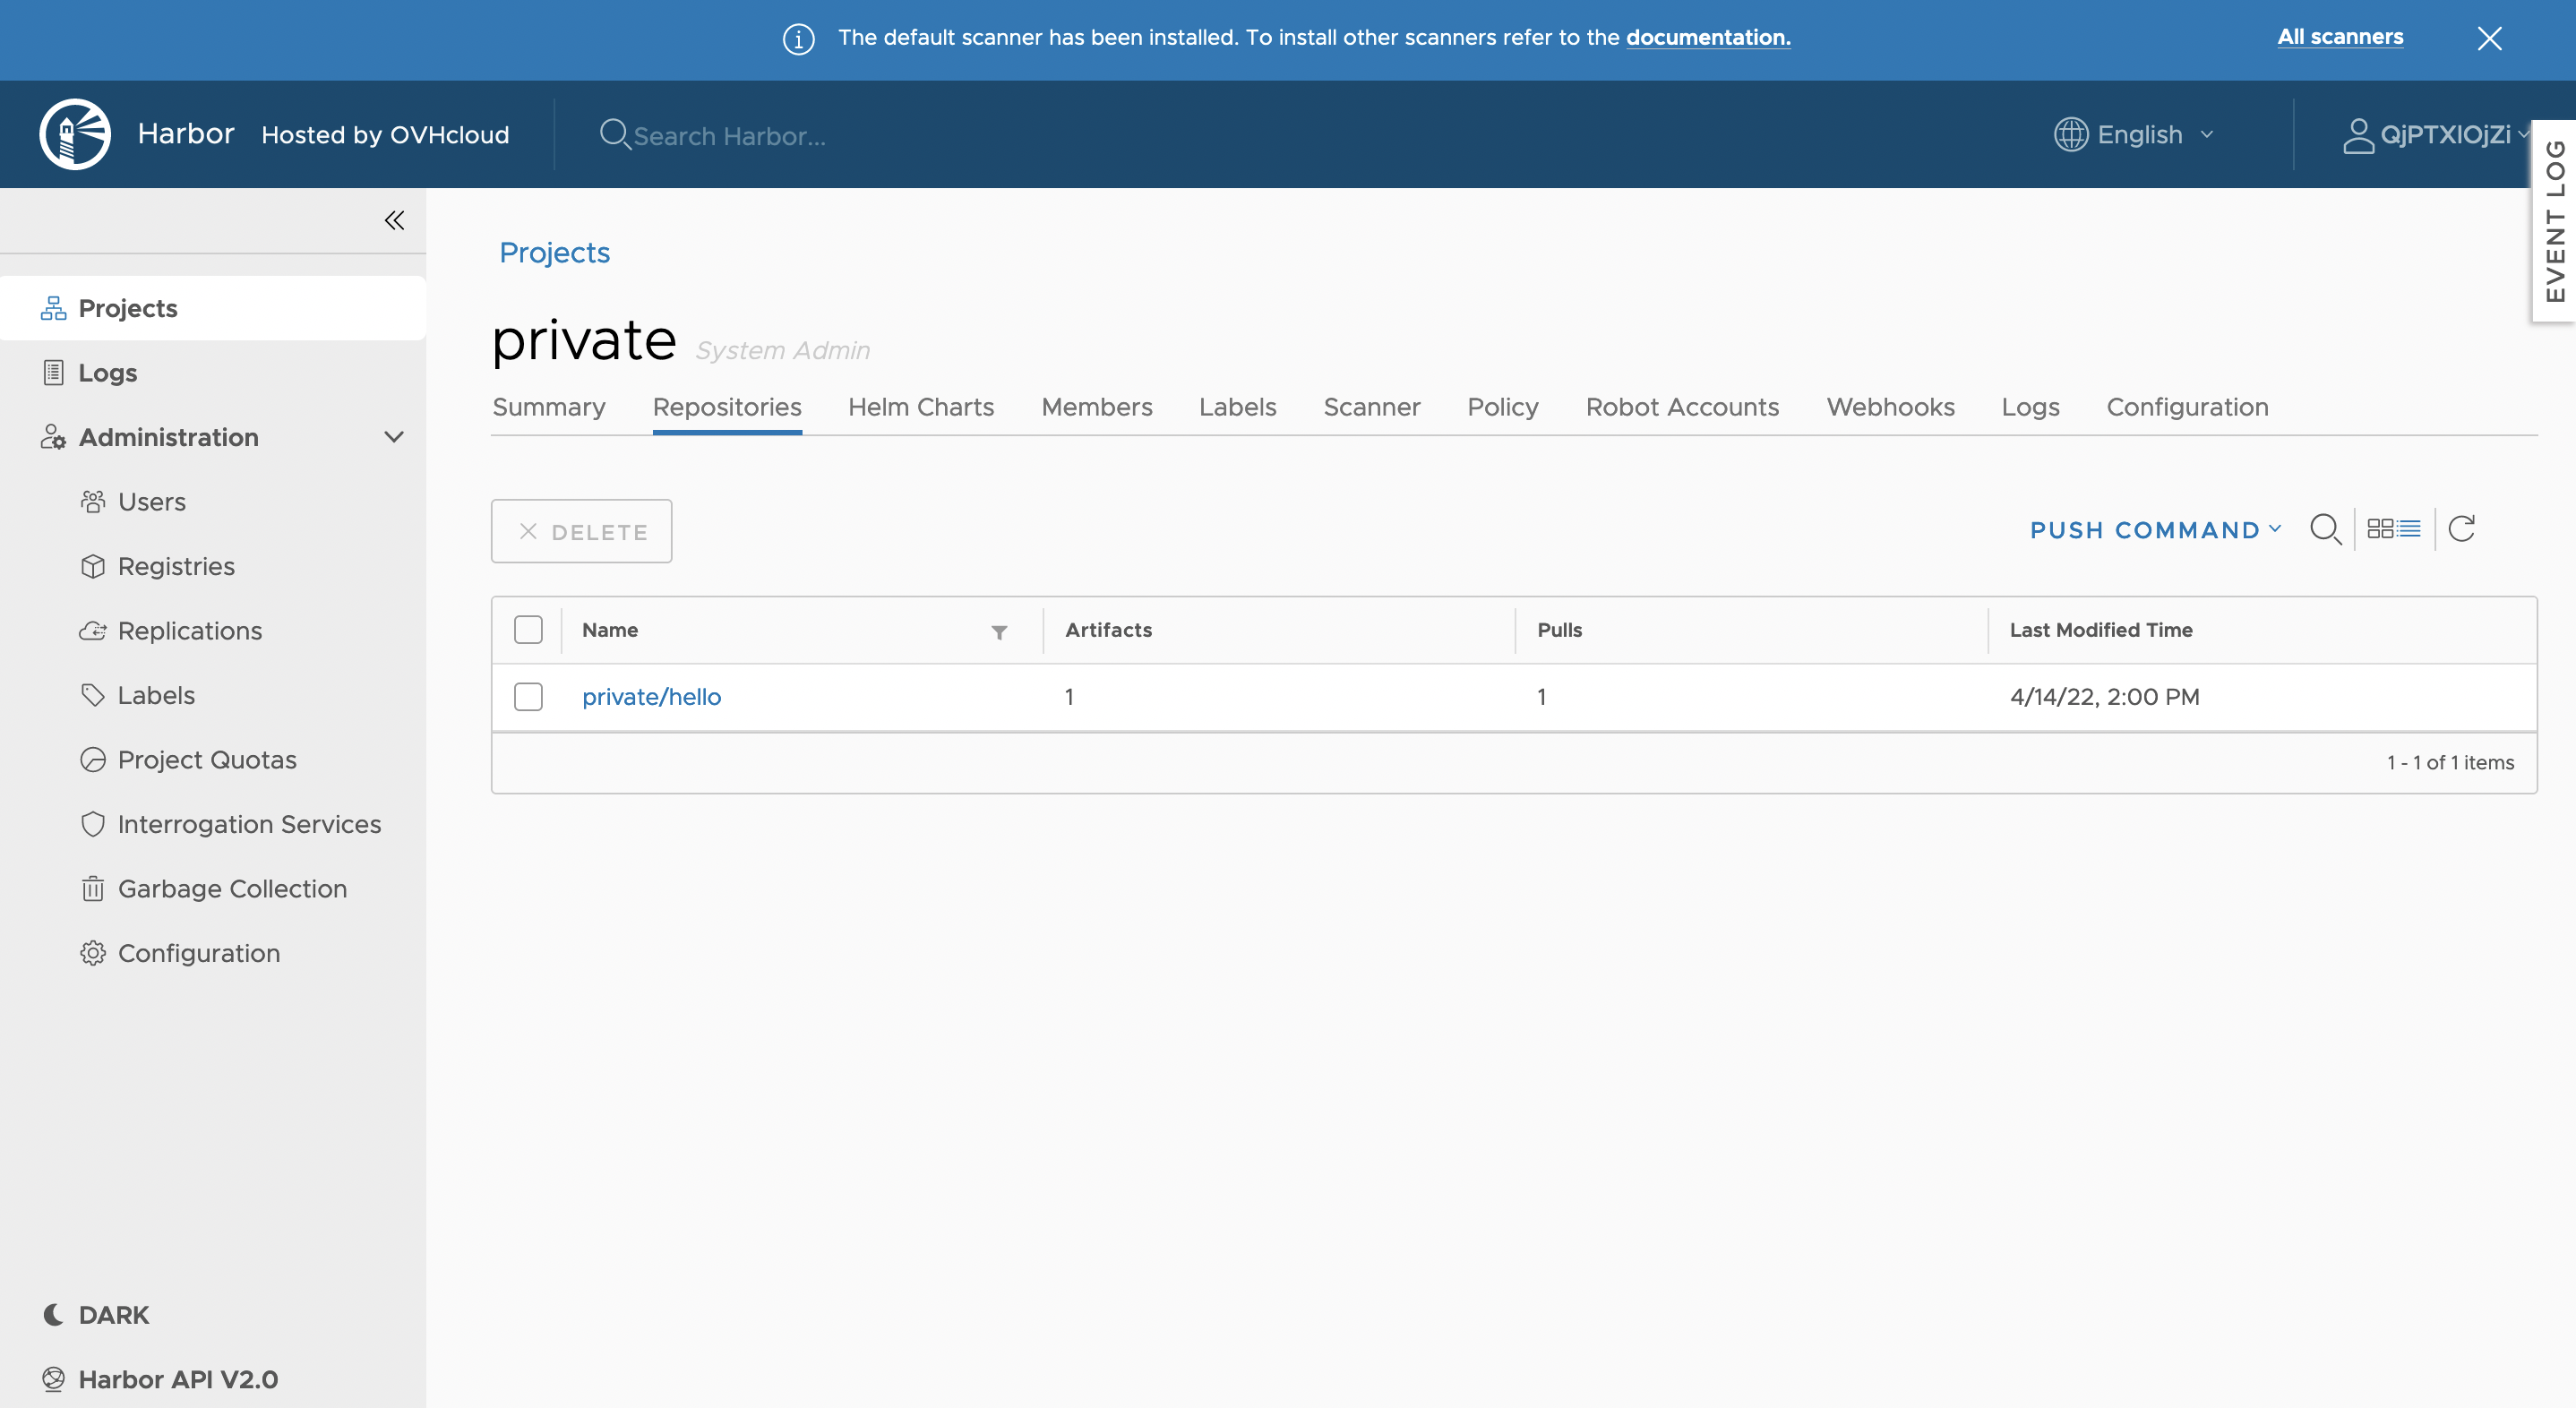 The default scanner has been installed. To install other scanners refer to the documentation.
All scanners
Harbor
Hosted by OVHcloud
Search Harbor...
English
QjPTXlOjZi
EVENT LOG
Projects
Logs
Administration
Users
Registries
Replications
Labels
Project Quotas
Interrogation Services
Garbage Collection
Configuration
DARK
Harbor API V2.0
Projects
private System Admin
Summary Repositories Helm Charts Members Labels Scanner Policy Robot Accounts Webhooks Logs Configuration
DELETE
PUSH COMMAND
Name Artifacts Pulls Last Modified Time
private/hello 1 1 4/14/22, 2:00 PM
1 - 1 of 1 items